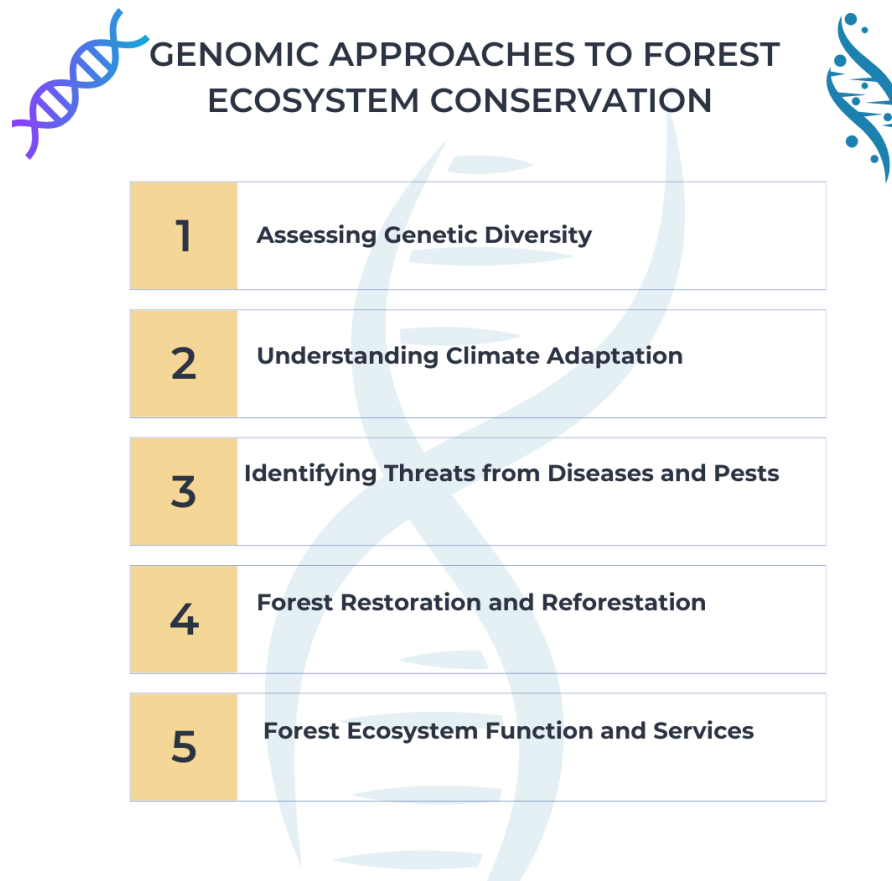 GENOMIC APPROACHES TO FOREST
ECOSYSTEM CONSERVATION
1
Assessing Genetic Diversity
2
Understanding Climate Adaptation
3
Identifying Threats from Diseases and Pests
4
Forest Restoration and Reforestation
5
Forest Ecosystem Function and Services